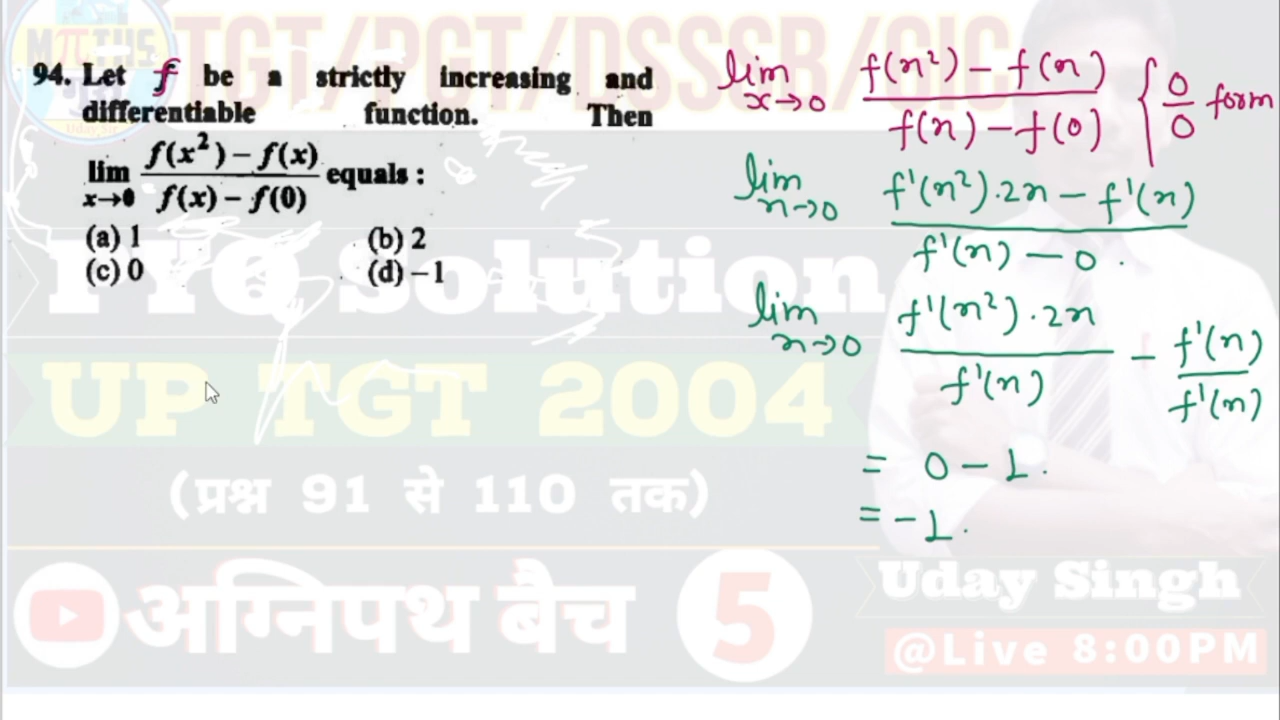 TGT/PGT/DSSSB/GIC
Uday Sir
94. Let f be a strictly increasing and
differentiable function. Then
lim x→0 f(x²) – f(x) / f(x) – f(0) equals :
(a) 1 (b) 2
(c) 0 (d) –1
lim x→0 f(x²) – f(x) / f(x) – f(0) { 0/0 form
lim x→0 f'(x²).2x – f'(x) / f'(x) – 0 .
lim x→0 f'(x²).2x / f'(x) – f'(x) / f'(x)
= 0 – 1.
= –1.
PYQ Solution
UP TGT 2004
(प्रश्न 91 से 110 तक)
अग्निपथ बैच 5
Uday Singh
@Live 8:00PM